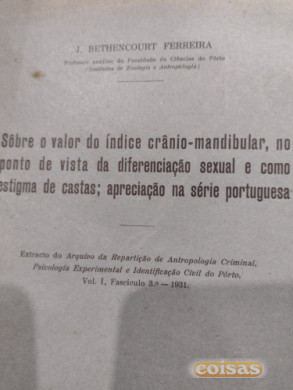 J. BETHENCOURT FERREIRA
Professor auxiliar da Faculdade de Ciências do Pôrto
(Instituto de Zoologia e Antropologia)
Sôbre o valor do índice crânio-mandibular, no
ponto de vista da diferenciação sexual e como
estigma de castas; apreciação na série portuguesa
Extracto do Arquivo da Repartição de Antropologia Criminal,
Psicologia Experimental e Identificação Civil do Pôrto,
Vol. I, Fascículo 3.º — 1931.
coisas